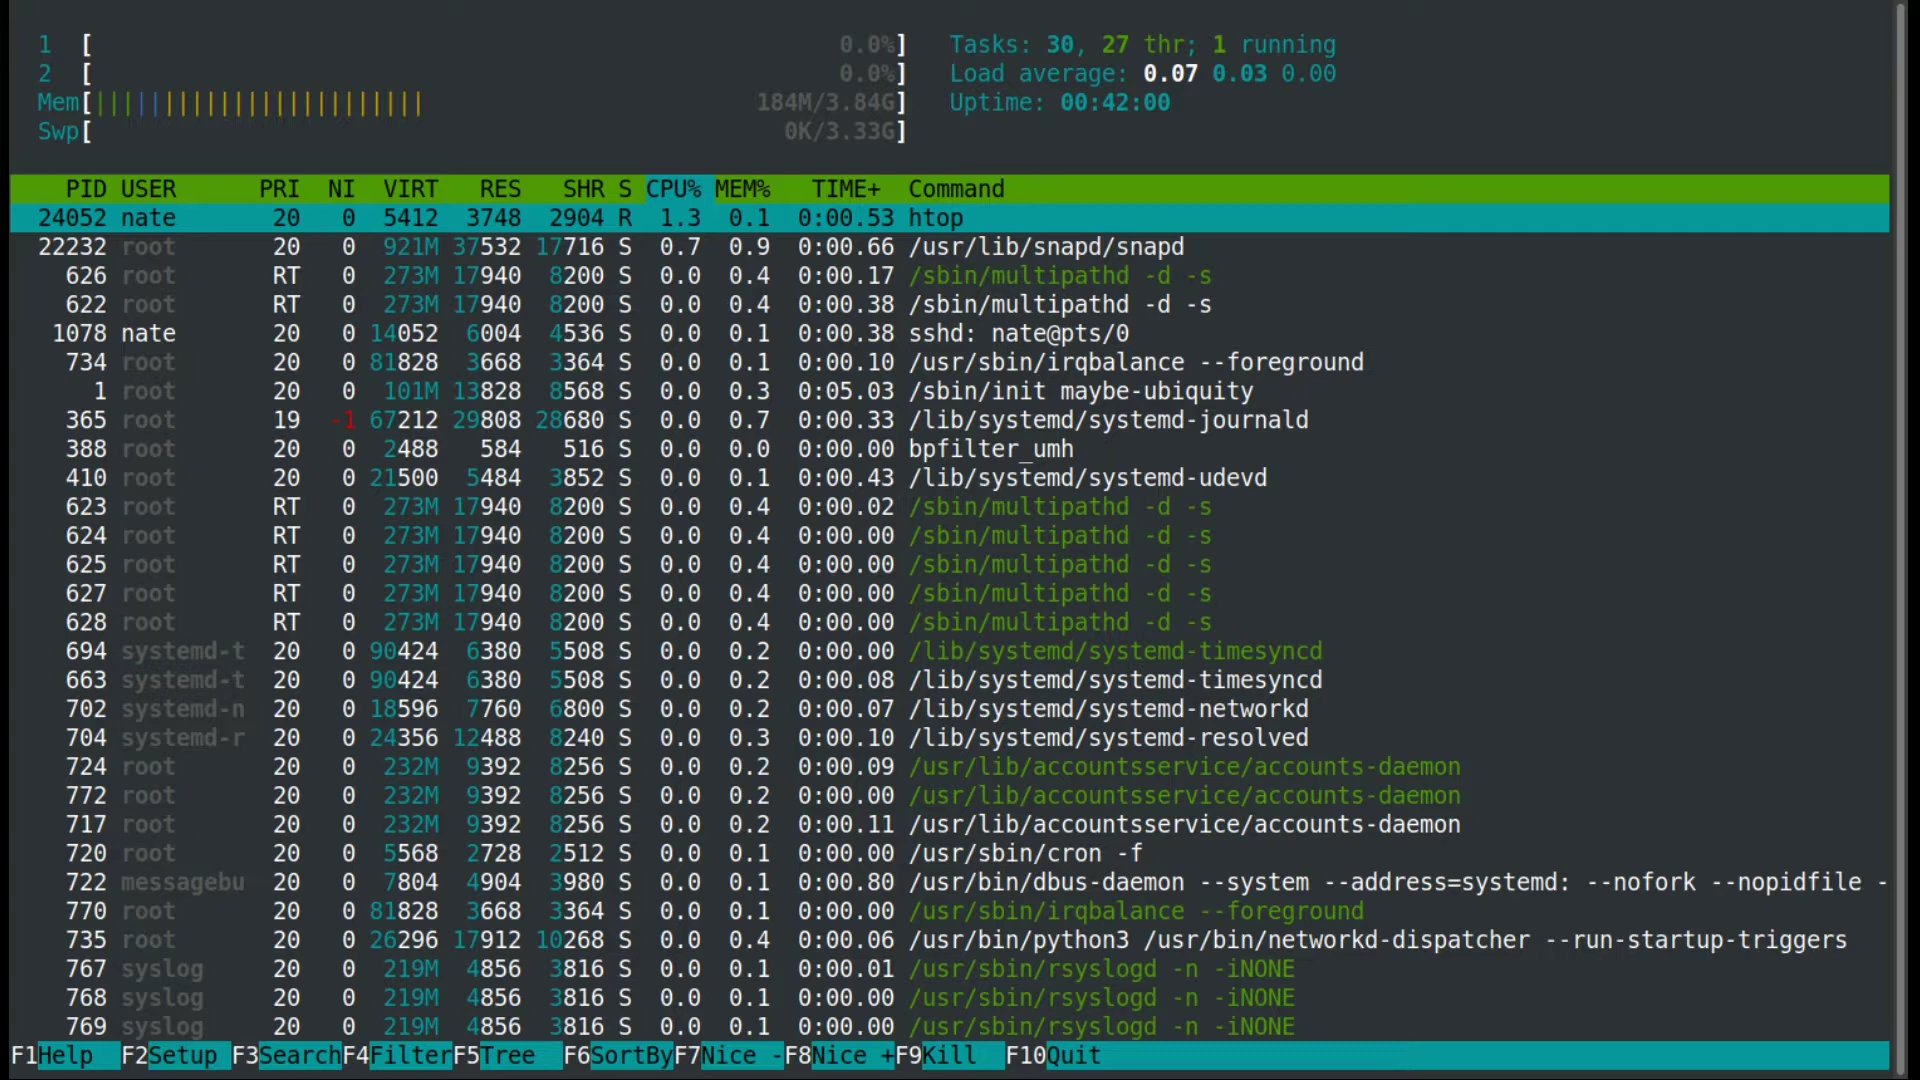 1 [ 0.0%] Tasks: 30, 27 thr; 1 running
2 [ 0.0%] Load average: 0.07 0.03 0.00
Mem[|||||||||||||||||||||||| 184M/3.84G] Uptime: 00:42:00
Swp[ 0K/3.33G]
PID USER PRI NI VIRT RES SHR S CPU% MEM% TIME+ Command
24052 nate 20 0 5412 3748 2904 R 1.3 0.1 0:00.53 htop
22232 root 20 0 921M 37532 17716 S 0.7 0.9 0:00.66 /usr/lib/snapd/snapd
626 root RT 0 273M 17940 8200 S 0.0 0.4 0:00.17 /sbin/multipathd -d -s
622 root RT 0 273M 17940 8200 S 0.0 0.4 0:00.38 /sbin/multipathd -d -s
1078 nate 20 0 14052 6004 4536 S 0.0 0.1 0:00.38 sshd: nate@pts/0
734 root 20 0 81828 3668 3364 S 0.0 0.1 0:00.10 /usr/sbin/irqbalance --foreground
1 root 20 0 101M 13828 8568 S 0.0 0.3 0:05.03 /sbin/init maybe-ubiquity
365 root 19 -1 67212 29808 28680 S 0.0 0.7 0:00.33 /lib/systemd/systemd-journald
388 root 20 0 2488 584 516 S 0.0 0.0 0:00.00 bpfilter_umh
410 root 20 0 21500 5484 3852 S 0.0 0.1 0:00.43 /lib/systemd/systemd-udevd
623 root RT 0 273M 17940 8200 S 0.0 0.4 0:00.02 /sbin/multipathd -d -s
624 root RT 0 273M 17940 8200 S 0.0 0.4 0:00.00 /sbin/multipathd -d -s
625 root RT 0 273M 17940 8200 S 0.0 0.4 0:00.00 /sbin/multipathd -d -s
627 root RT 0 273M 17940 8200 S 0.0 0.4 0:00.00 /sbin/multipathd -d -s
628 root RT 0 273M 17940 8200 S 0.0 0.4 0:00.00 /sbin/multipathd -d -s
694 systemd-t 20 0 90424 6380 5508 S 0.0 0.2 0:00.00 /lib/systemd/systemd-timesyncd
663 systemd-t 20 0 90424 6380 5508 S 0.0 0.2 0:00.08 /lib/systemd/systemd-timesyncd
702 systemd-n 20 0 18596 7760 6800 S 0.0 0.2 0:00.07 /lib/systemd/systemd-networkd
704 systemd-r 20 0 24356 12488 8240 S 0.0 0.3 0:00.10 /lib/systemd/systemd-resolved
724 root 20 0 232M 9392 8256 S 0.0 0.2 0:00.09 /usr/lib/accountsservice/accounts-daemon
772 root 20 0 232M 9392 8256 S 0.0 0.2 0:00.00 /usr/lib/accountsservice/accounts-daemon
717 root 20 0 232M 9392 8256 S 0.0 0.2 0:00.11 /usr/lib/accountsservice/accounts-daemon
720 root 20 0 5568 2728 2512 S 0.0 0.1 0:00.00 /usr/sbin/cron -f
722 messagebu 20 0 7804 4904 3980 S 0.0 0.1 0:00.80 /usr/bin/dbus-daemon --system --address=systemd: --nofork --nopidfile -
770 root 20 0 81828 3668 3364 S 0.0 0.1 0:00.00 /usr/sbin/irqbalance --foreground
735 root 20 0 26296 17912 10268 S 0.0 0.4 0:00.06 /usr/bin/python3 /usr/bin/networkd-dispatcher --run-startup-triggers
767 syslog 20 0 219M 4856 3816 S 0.0 0.1 0:00.01 /usr/sbin/rsyslogd -n -iNONE
768 syslog 20 0 219M 4856 3816 S 0.0 0.1 0:00.00 /usr/sbin/rsyslogd -n -iNONE
769 syslog 20 0 219M 4856 3816 S 0.0 0.1 0:00.00 /usr/sbin/rsyslogd -n -iNONE
F1Help F2Setup F3SearchF4FilterF5Tree F6SortByF7Nice -F8Nice +F9Kill F10Quit